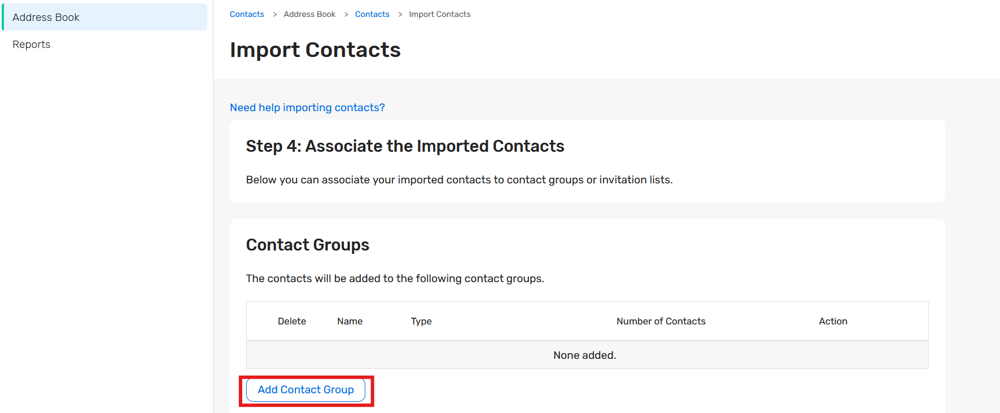 Address Book
Reports
Contacts > Address Book > Contacts > Import Contacts
Import Contacts
Need help importing contacts?
Step 4: Associate the Imported Contacts
Below you can associate your imported contacts to contact groups or invitation lists.
Contact Groups
The contacts will be added to the following contact groups.
Delete Name Type Number of Contacts Action
None added.
Add Contact Group